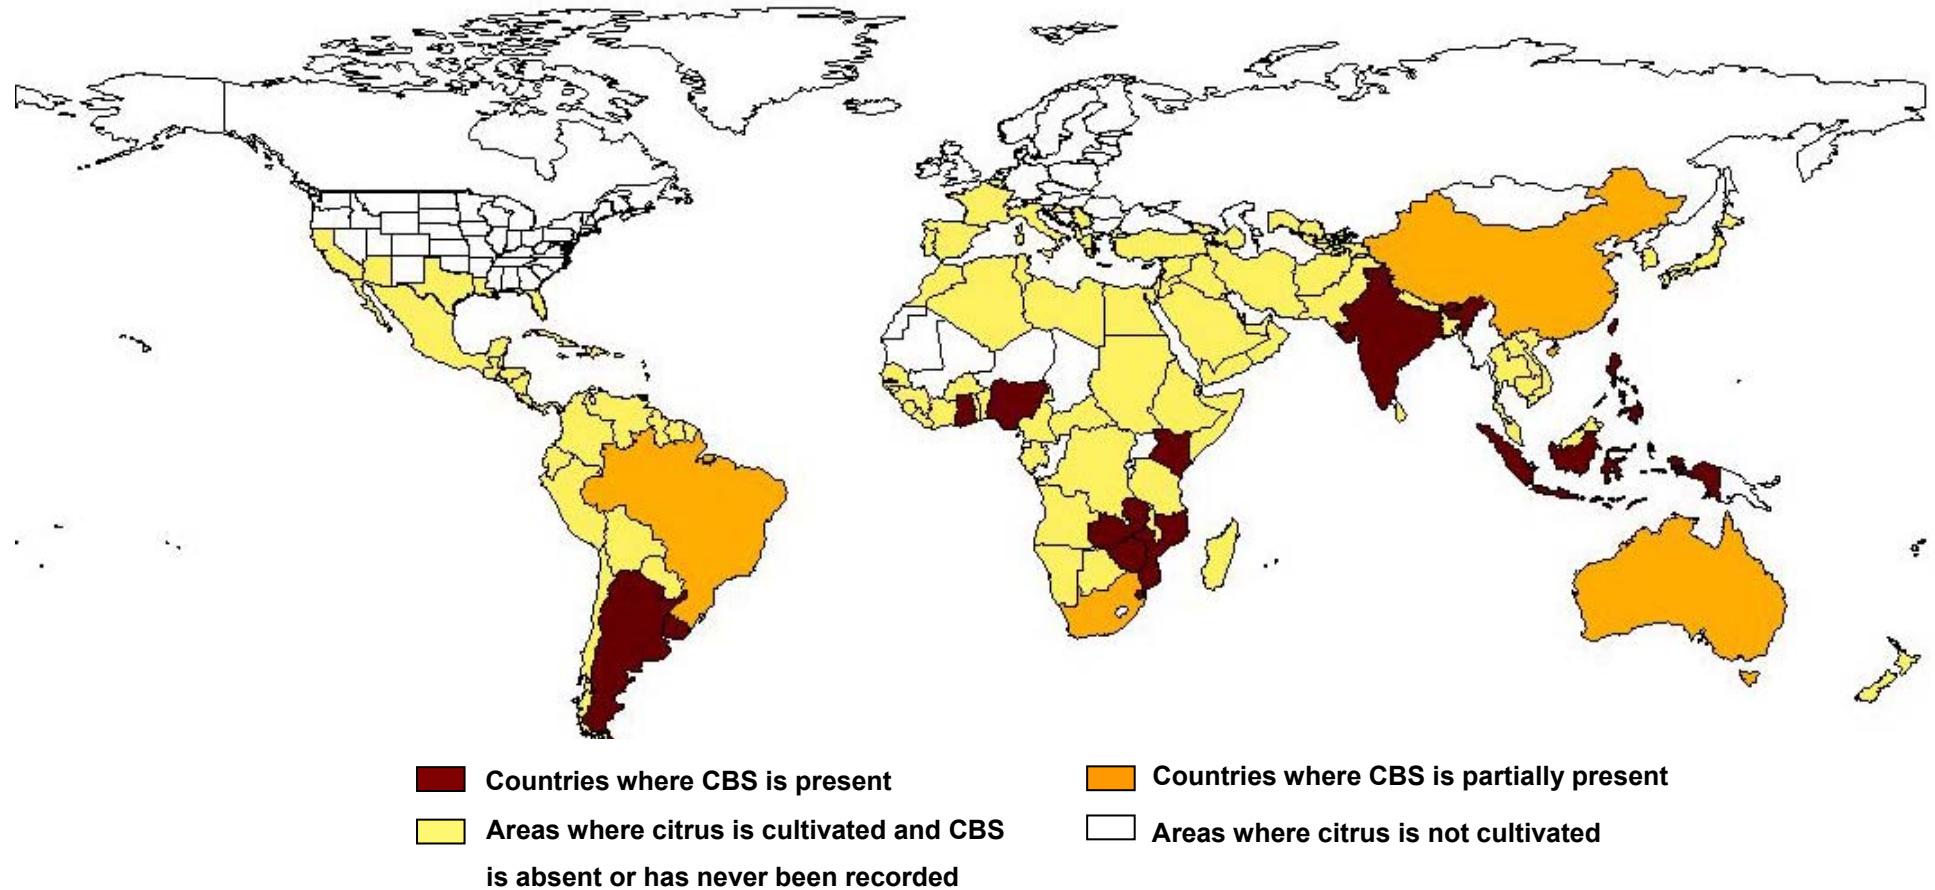 Countries where CBS is present
Countries where CBS is partially present
Areas where citrus is cultivated and CBS
is absent or has never been recorded
Areas where citrus is not cultivated